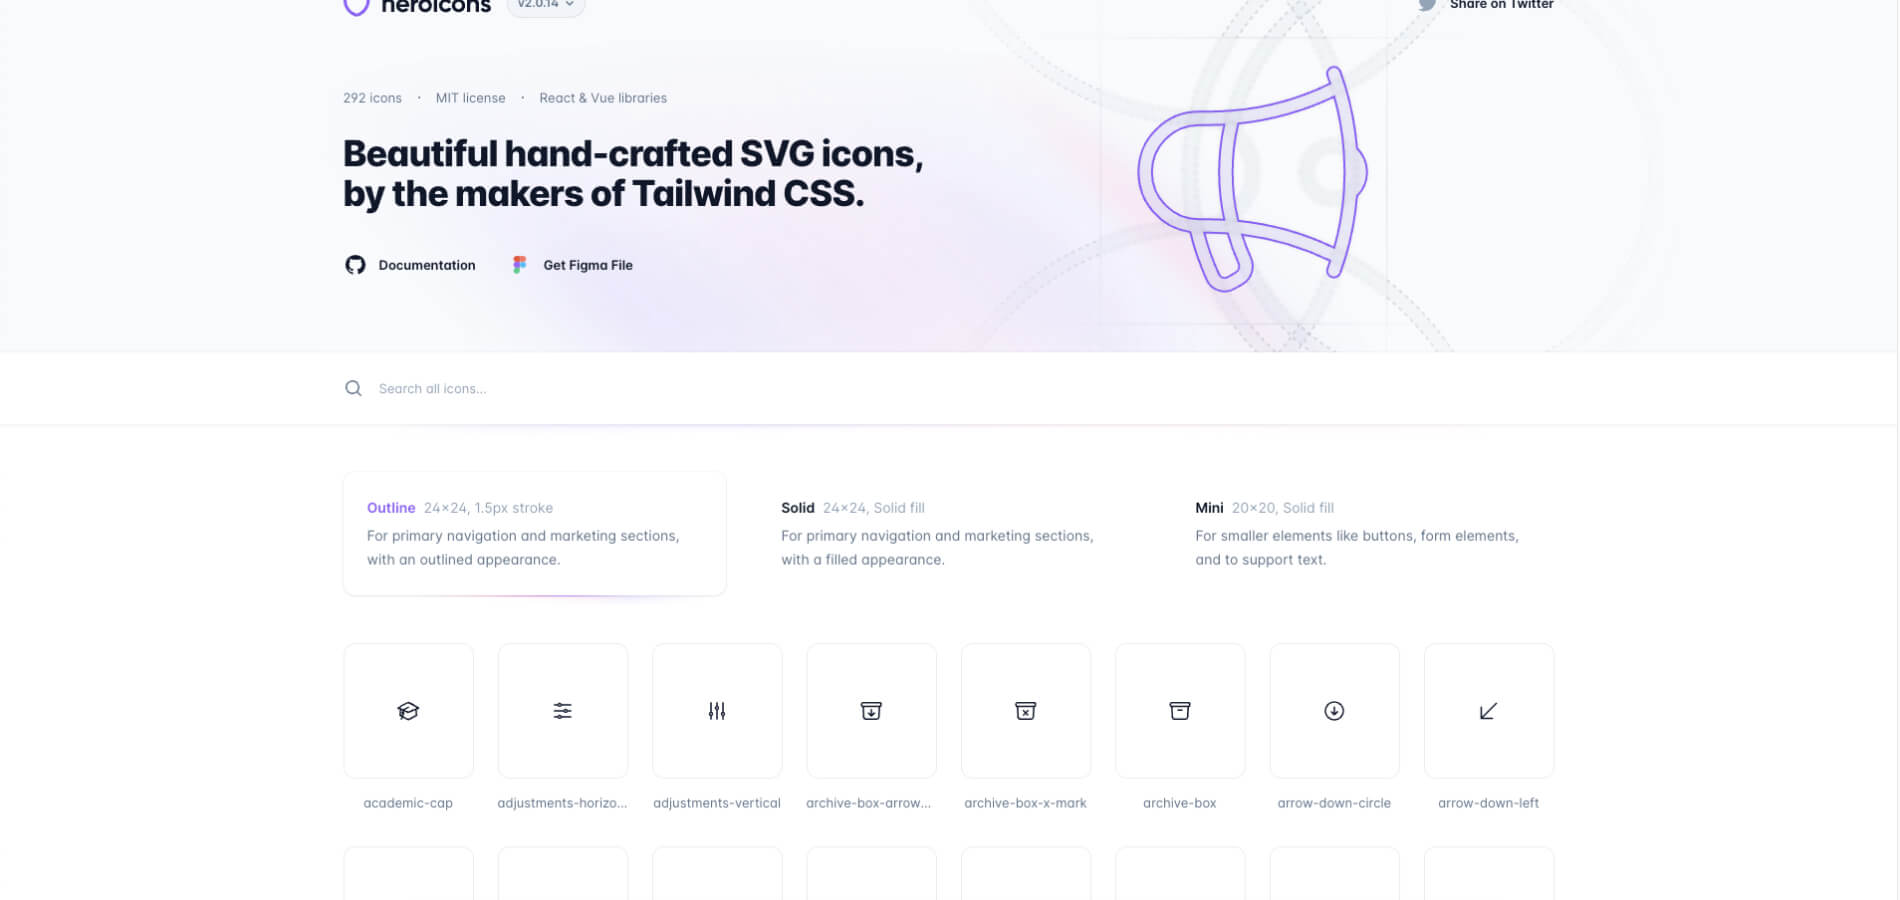 heroicons
v2.0.14
Share on Twitter
292 icons · MIT license · React & Vue libraries
Beautiful hand-crafted SVG icons,
by the makers of Tailwind CSS.
Documentation
Get Figma File
Search all icons...
Outline 24×24, 1.5px stroke
For primary navigation and marketing sections,
with an outlined appearance.
Solid 24×24, Solid fill
For primary navigation and marketing sections,
with a filled appearance.
Mini 20×20, Solid fill
For smaller elements like buttons, form elements,
and to support text.
academic-cap
adjustments-horizo...
adjustments-vertical
archive-box-arrow...
archive-box-x-mark
archive-box
arrow-down-circle
arrow-down-left